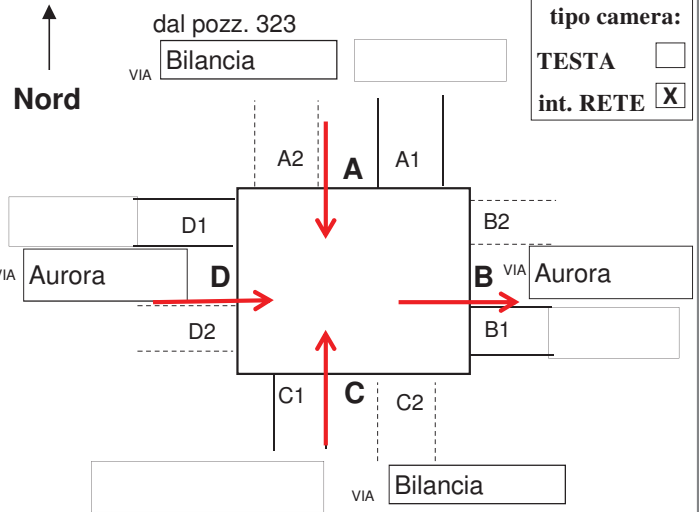 tipo camera:
dal pozz. 323
VIA Bilancia
TESTA
Nord
int. RETE X
A2 A A1
D1 B2
VIA Aurora D B VIA Aurora
D2 B1
C1 C C2
VIA Bilancia